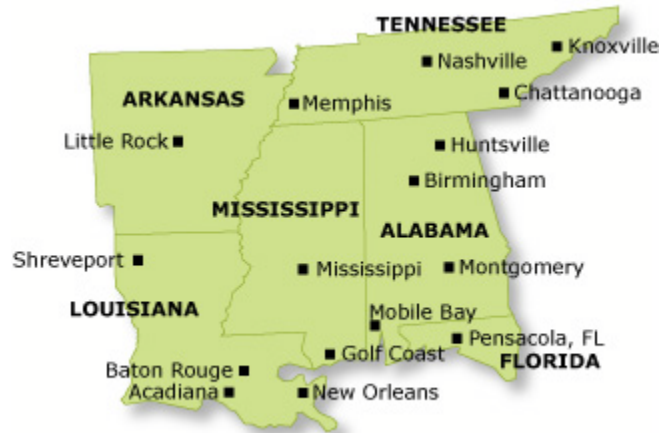 TENNESSEE
Knoxville
Nashville
Chattanooga
ARKANSAS
Memphis
Little Rock
Huntsville
Birmingham
MISSISSIPPI
ALABAMA
Shreveport
Mississippi
Montgomery
LOUISIANA
Mobile Bay
Pensacola, FL
Golf Coast
FLORIDA
Baton Rouge
Acadiana
New Orleans